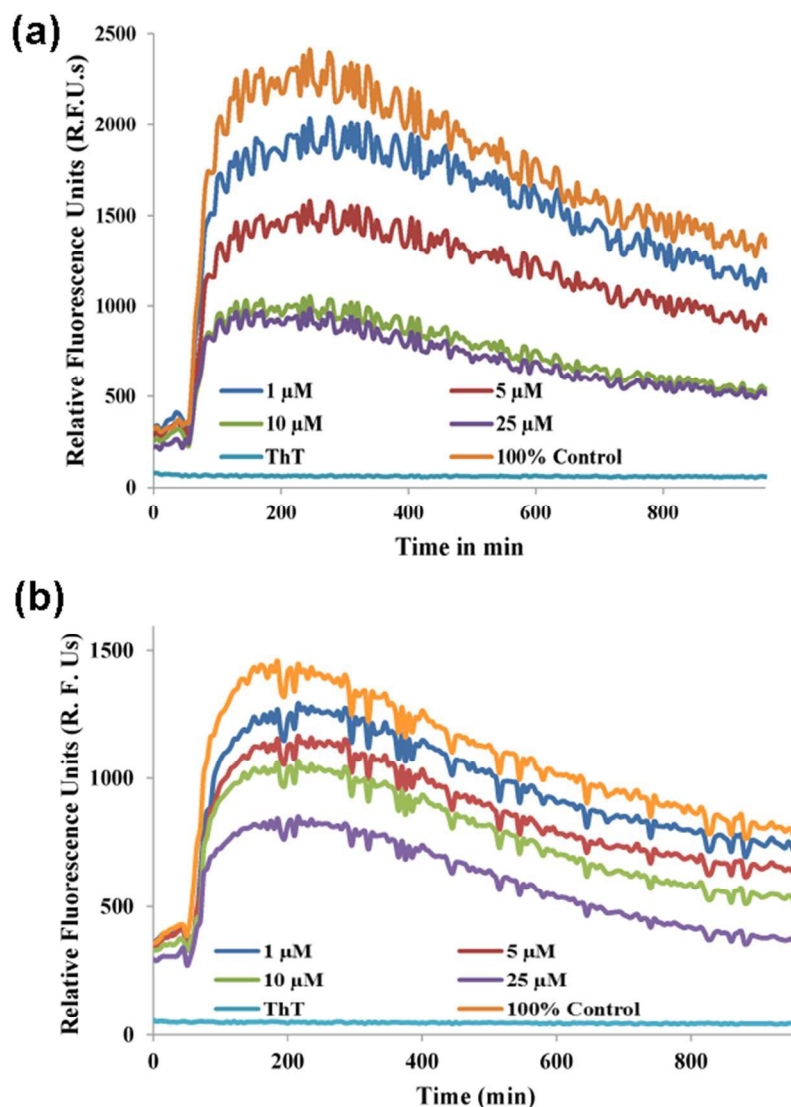 (a)
Relative Fluorescence Units (R.F.U.s)
2500
2000
1500
1000
500
0
1 µM
5 µM
10 µM
25 µM
ThT
100% Control
0 200 400 600 800
Time in min
(b)
Relative Fluorescence Units (R. F. Us)
1500
1000
500
0
1 µM
5 µM
10 µM
25 µM
ThT
100% Control
0 200 400 600 800
Time (min)